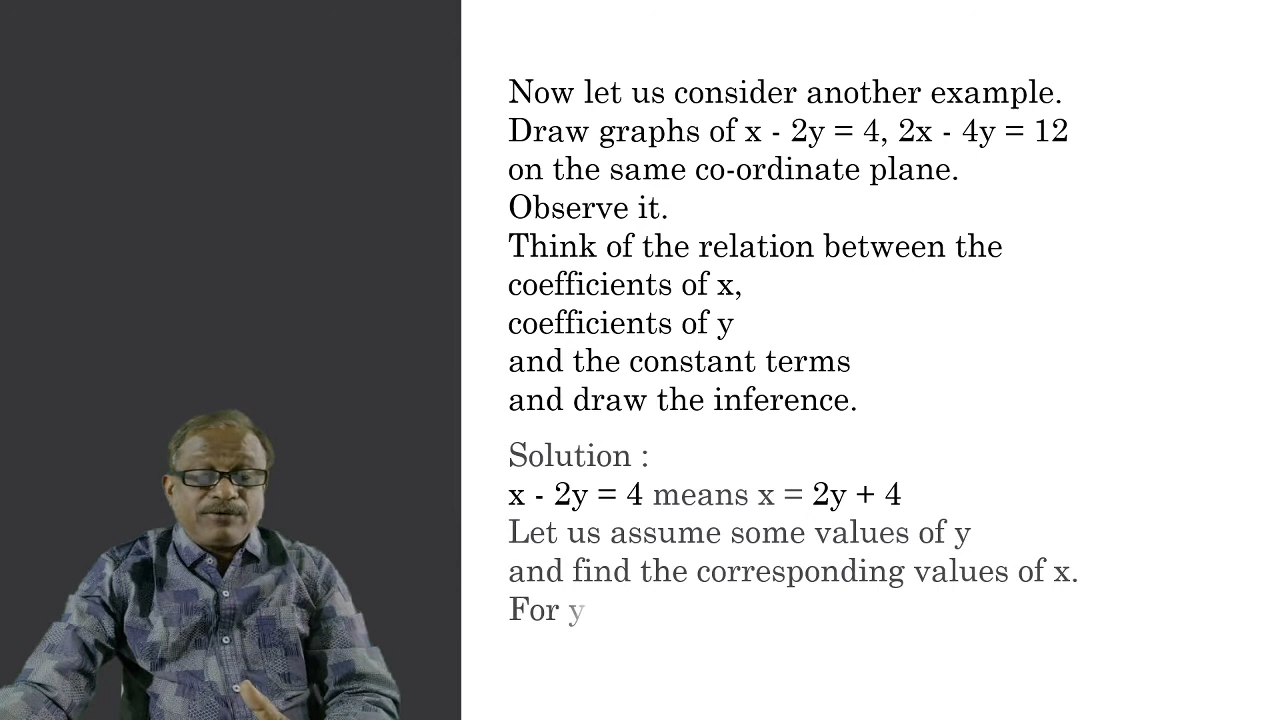 Now let us consider another example.
Draw graphs of x - 2y = 4, 2x - 4y = 12
on the same co-ordinate plane.
Observe it.
Think of the relation between the
coefficients of x,
coefficients of y
and the constant terms
and draw the inference.
Solution :
x - 2y = 4 means x = 2y + 4
Let us assume some values of y
and find the corresponding values of x.
For y